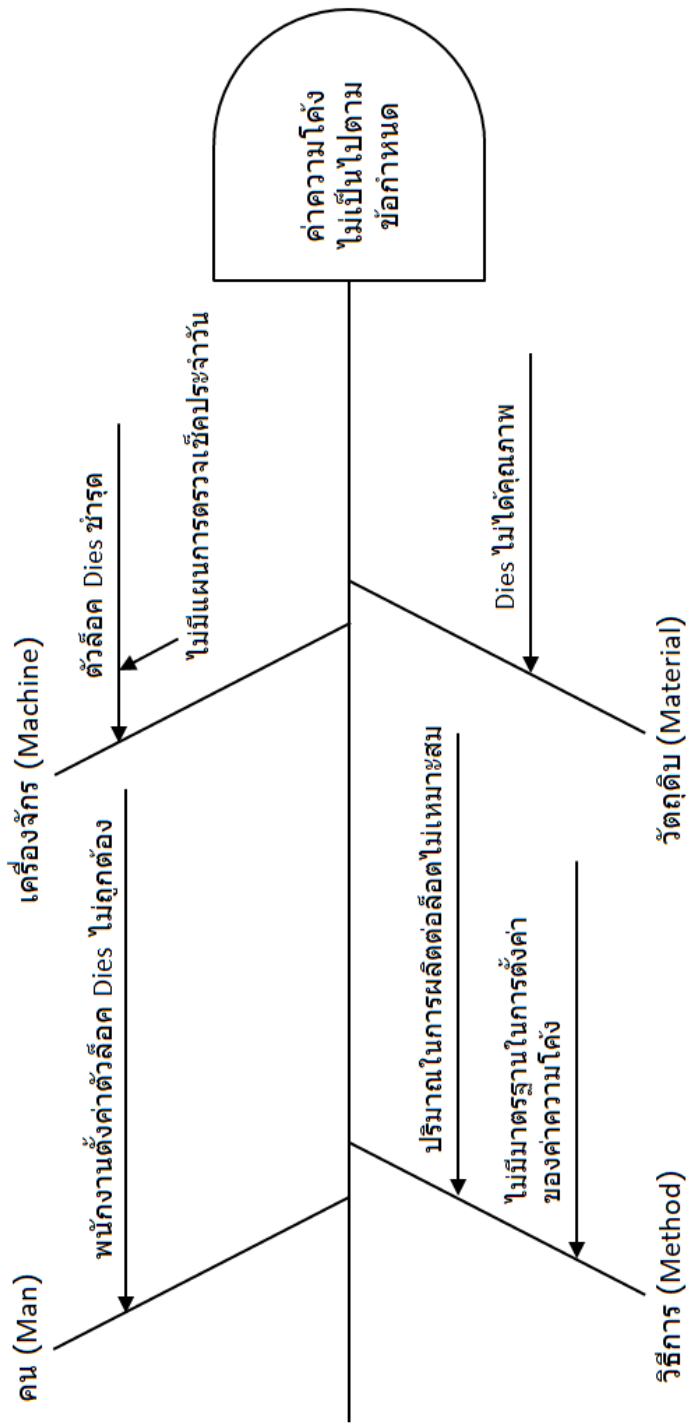 คน (Man)
พนักงานตั้งค่าตัวล็อค Dies ไม่ถูกต้อง
เครื่องจักร (Machine)
ตัวล็อค Dies ชำรุด
ไม่มีแผนการตรวจเช็คประจำวัน
ค่าความโค้ง
ไม่เป็นไปตาม
ข้อกำหนด
วิธีการ (Method)
ปริมาณในการผลิตต่อล็อตไม่เหมาะสม
ไม่มีมาตรฐานในการตั้งค่า
ของค่าความโค้ง
วัตถุดิบ (Material)
Dies ไม่ได้คุณภาพ